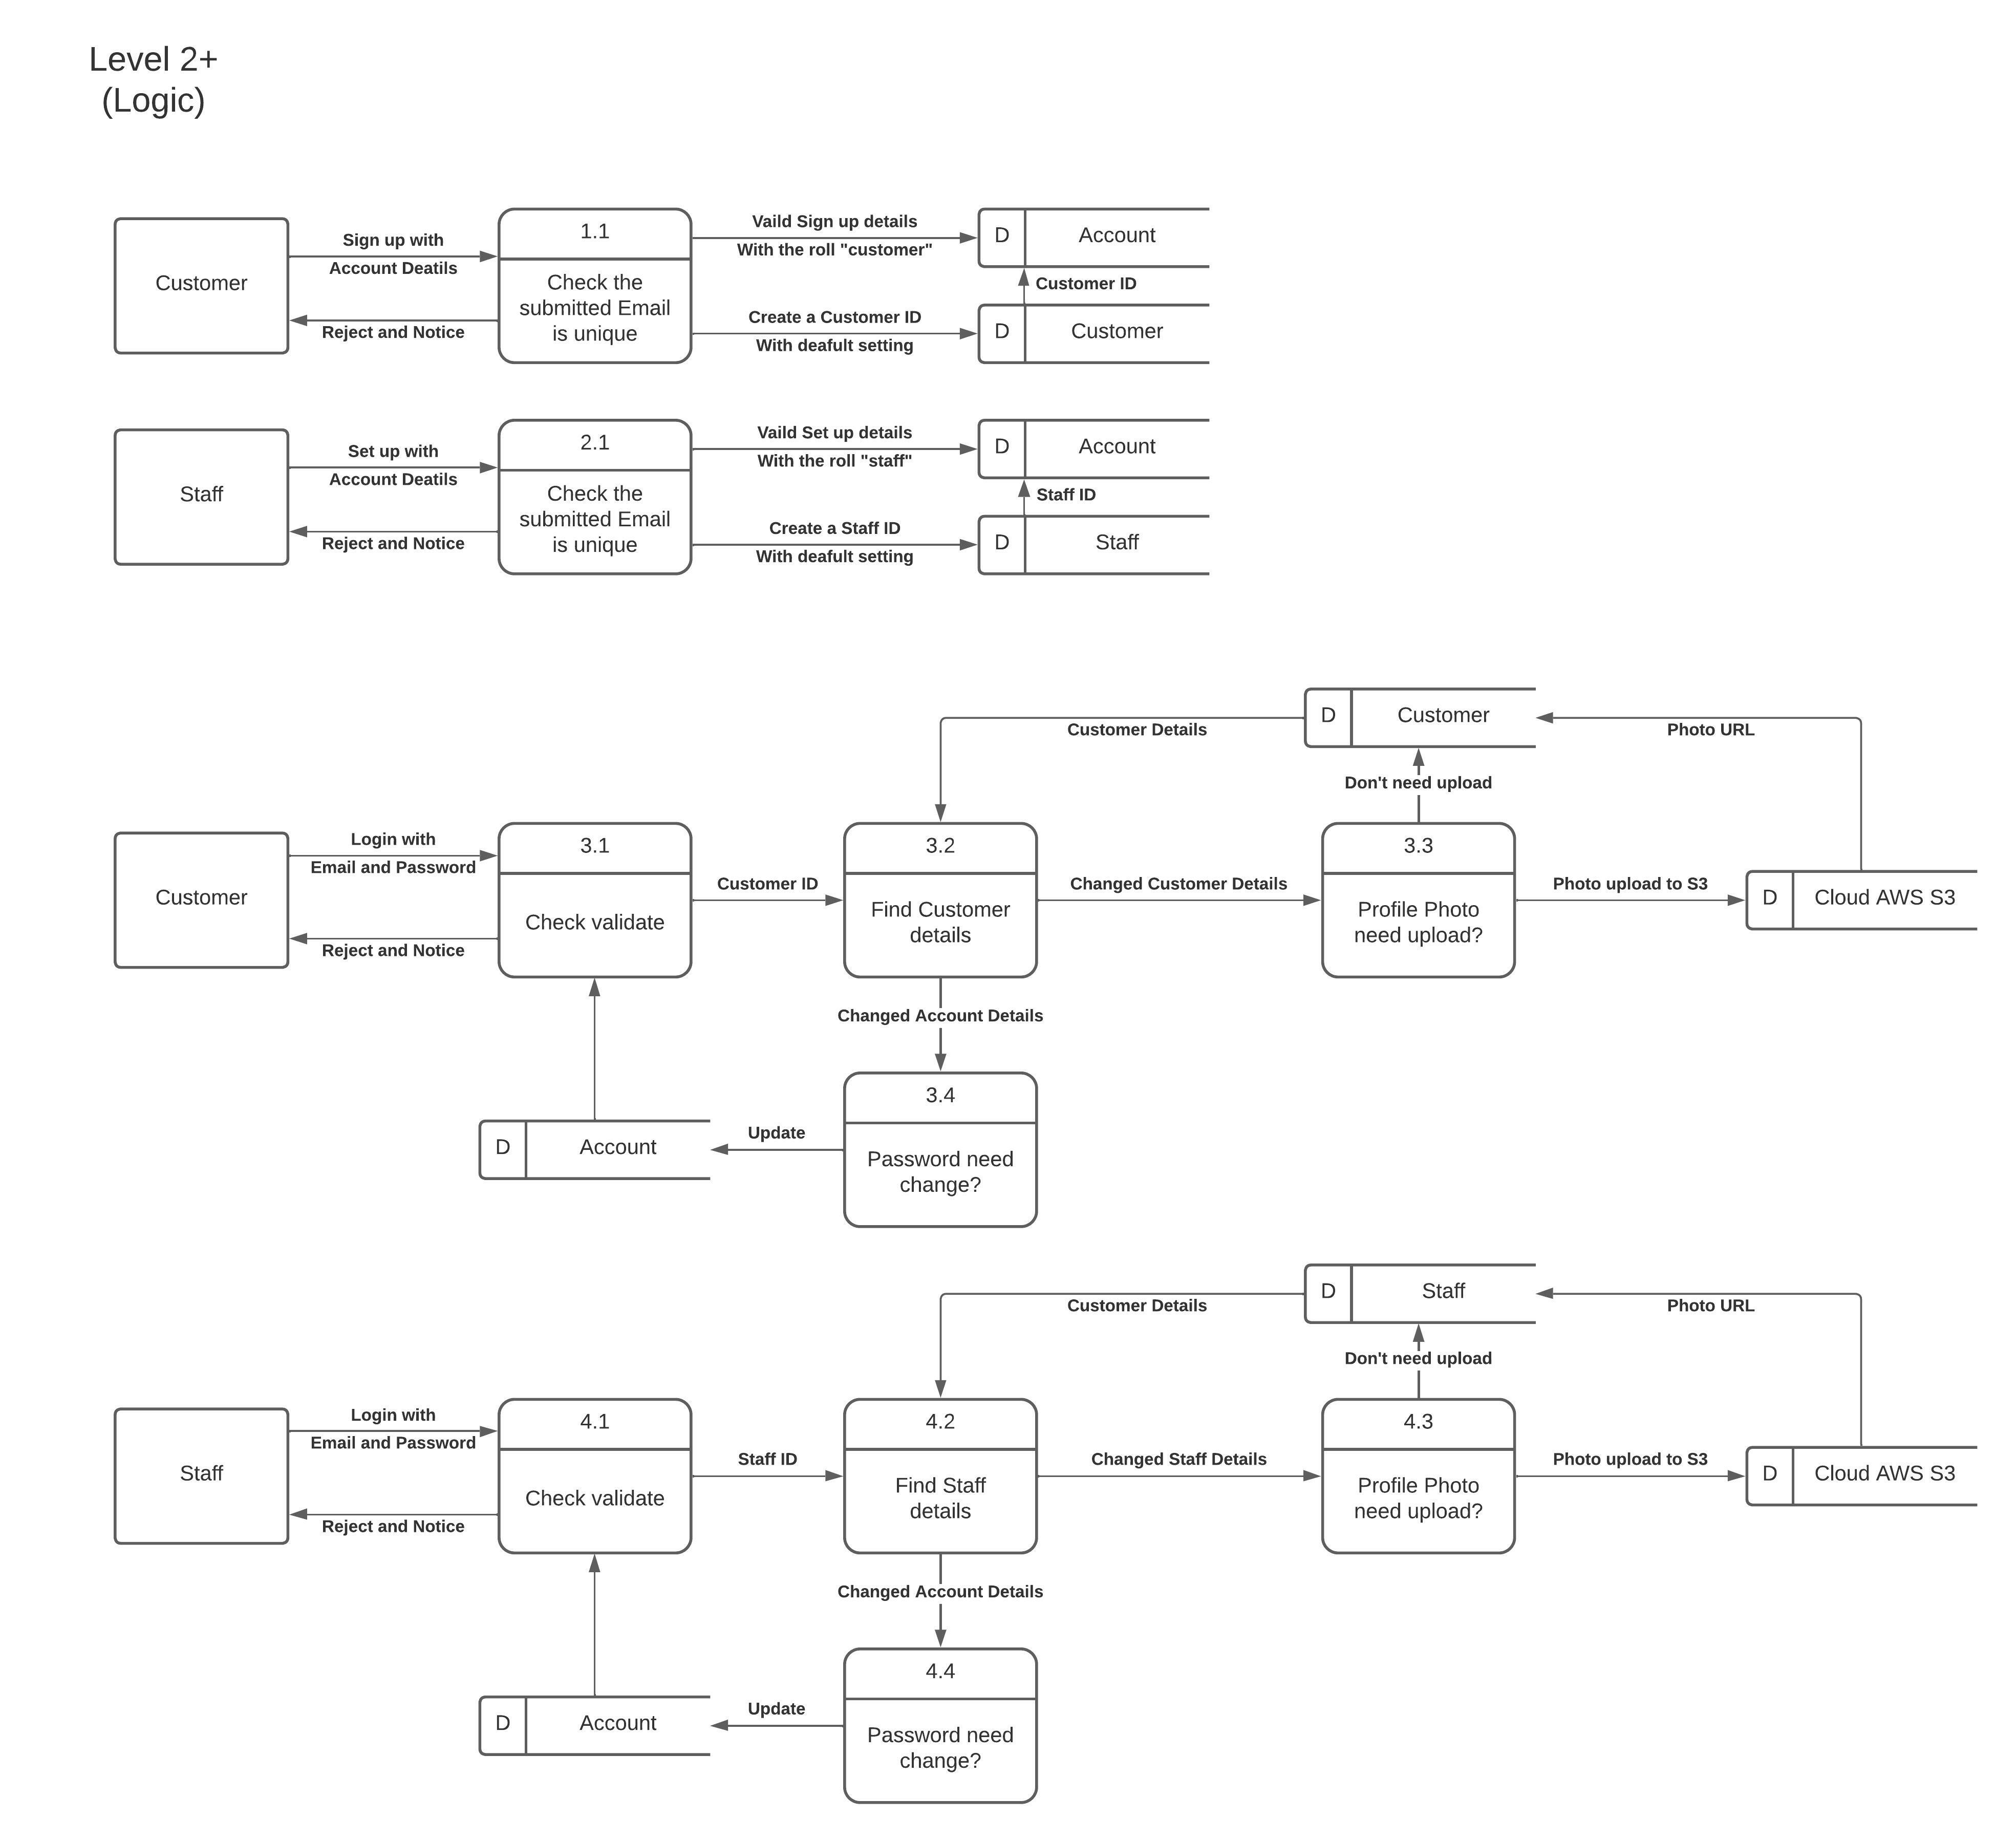 Level 2+
(Logic)
Customer
Sign up with
Account Deatils
Reject and Notice
1.1
Check the
submitted Email
is unique
Vaild Sign up details
With the roll "customer"
Create a Customer ID
With deafult setting
D
Account
Customer ID
D
Customer
Staff
Set up with
Account Deatils
Reject and Notice
2.1
Check the
submitted Email
is unique
Vaild Set up details
With the roll "staff"
Create a Staff ID
With deafult setting
D
Account
Staff ID
D
Staff
Customer Details
D
Customer
Photo URL
Don't need upload
Customer
Login with
Email and Password
Reject and Notice
3.1
Check validate
Customer ID
3.2
Find Customer
details
Changed Customer Details
3.3
Profile Photo
need upload?
Photo upload to S3
D
Cloud AWS S3
Changed Account Details
3.4
Password need
change?
Update
D
Account
Customer Details
D
Staff
Photo URL
Don't need upload
Staff
Login with
Email and Password
Reject and Notice
4.1
Check validate
Staff ID
4.2
Find Staff
details
Changed Staff Details
4.3
Profile Photo
need upload?
Photo upload to S3
D
Cloud AWS S3
Changed Account Details
4.4
Password need
change?
Update
D
Account